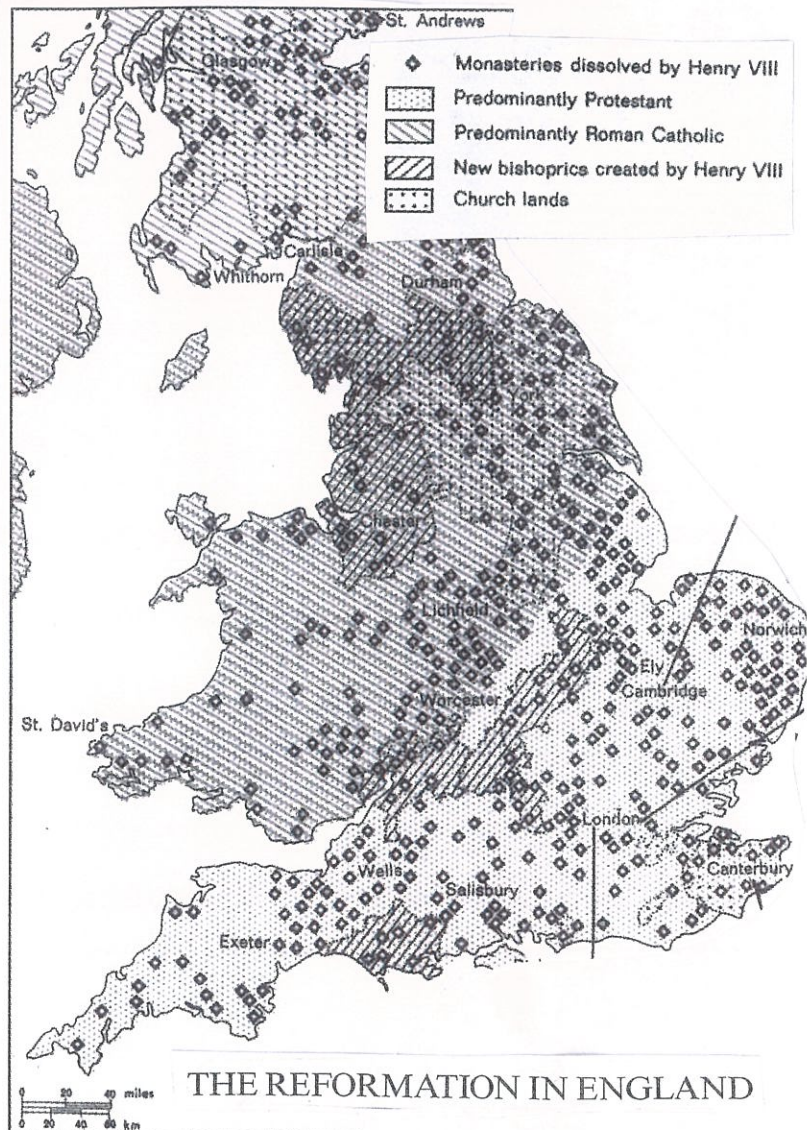 St. Andrews
Glasgow
Monasteries dissolved by Henry VIII
Predominantly Protestant
Predominantly Roman Catholic
New bishoprics created by Henry VIII
Church lands
Carlisle
Whithorn
Durham
York
Chester
Lichfield
Norwich
Ely
Cambridge
Worcester
St. David's
London
Wells
Canterbury
Salisbury
Exeter
THE REFORMATION IN ENGLAND
0 20 40 miles
0 20 40 60 km